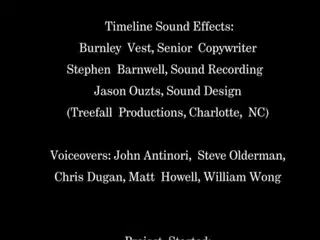 Timeline Sound Effects:
Burnley Vest, Senior Copywriter
Stephen Barnwell, Sound Recording
Jason Ouzts, Sound Design
(Treefall Productions, Charlotte, NC)
Voiceovers: John Antinori, Steve Olderman,
Chris Dugan, Matt Howell, William Wong
Project Started: